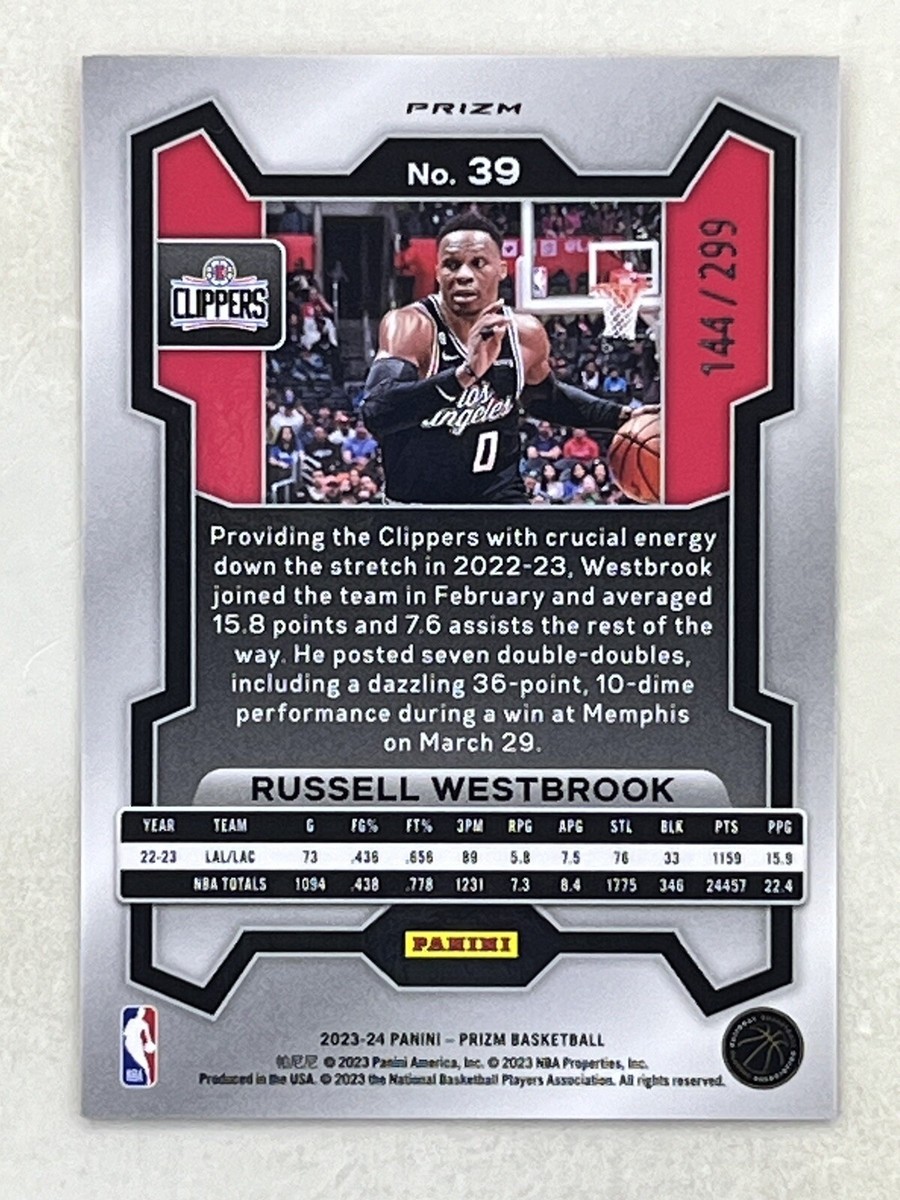 PRIZM
No. 39
144/299
CLIPPERS
los
angeles
0
Providing the Clippers with crucial energy
down the stretch in 2022-23, Westbrook
joined the team in February and averaged
15.8 points and 7.6 assists the rest of the
way. He posted seven double-doubles,
including a dazzling 36-point, 10-dime
performance during a win at Memphis
on March 29.
RUSSELL WESTBROOK
YEAR TEAM G FG% FT% 3PM RPG APG STL BLK PTS PPG
22-23 LAL/LAC 73 .436 .656 89 5.8 7.5 76 33 1159 15.9
NBA TOTALS 1094 .438 .778 1231 7.3 8.4 1775 346 24457 22.4
PANINI
2023-24 PANINI – PRIZM BASKETBALL
帕尼尼 © 2023 Panini America, Inc. © 2023 NBA Properties, Inc.
Produced in the USA. © 2023 the National Basketball Players Association. All rights reserved.
NBA